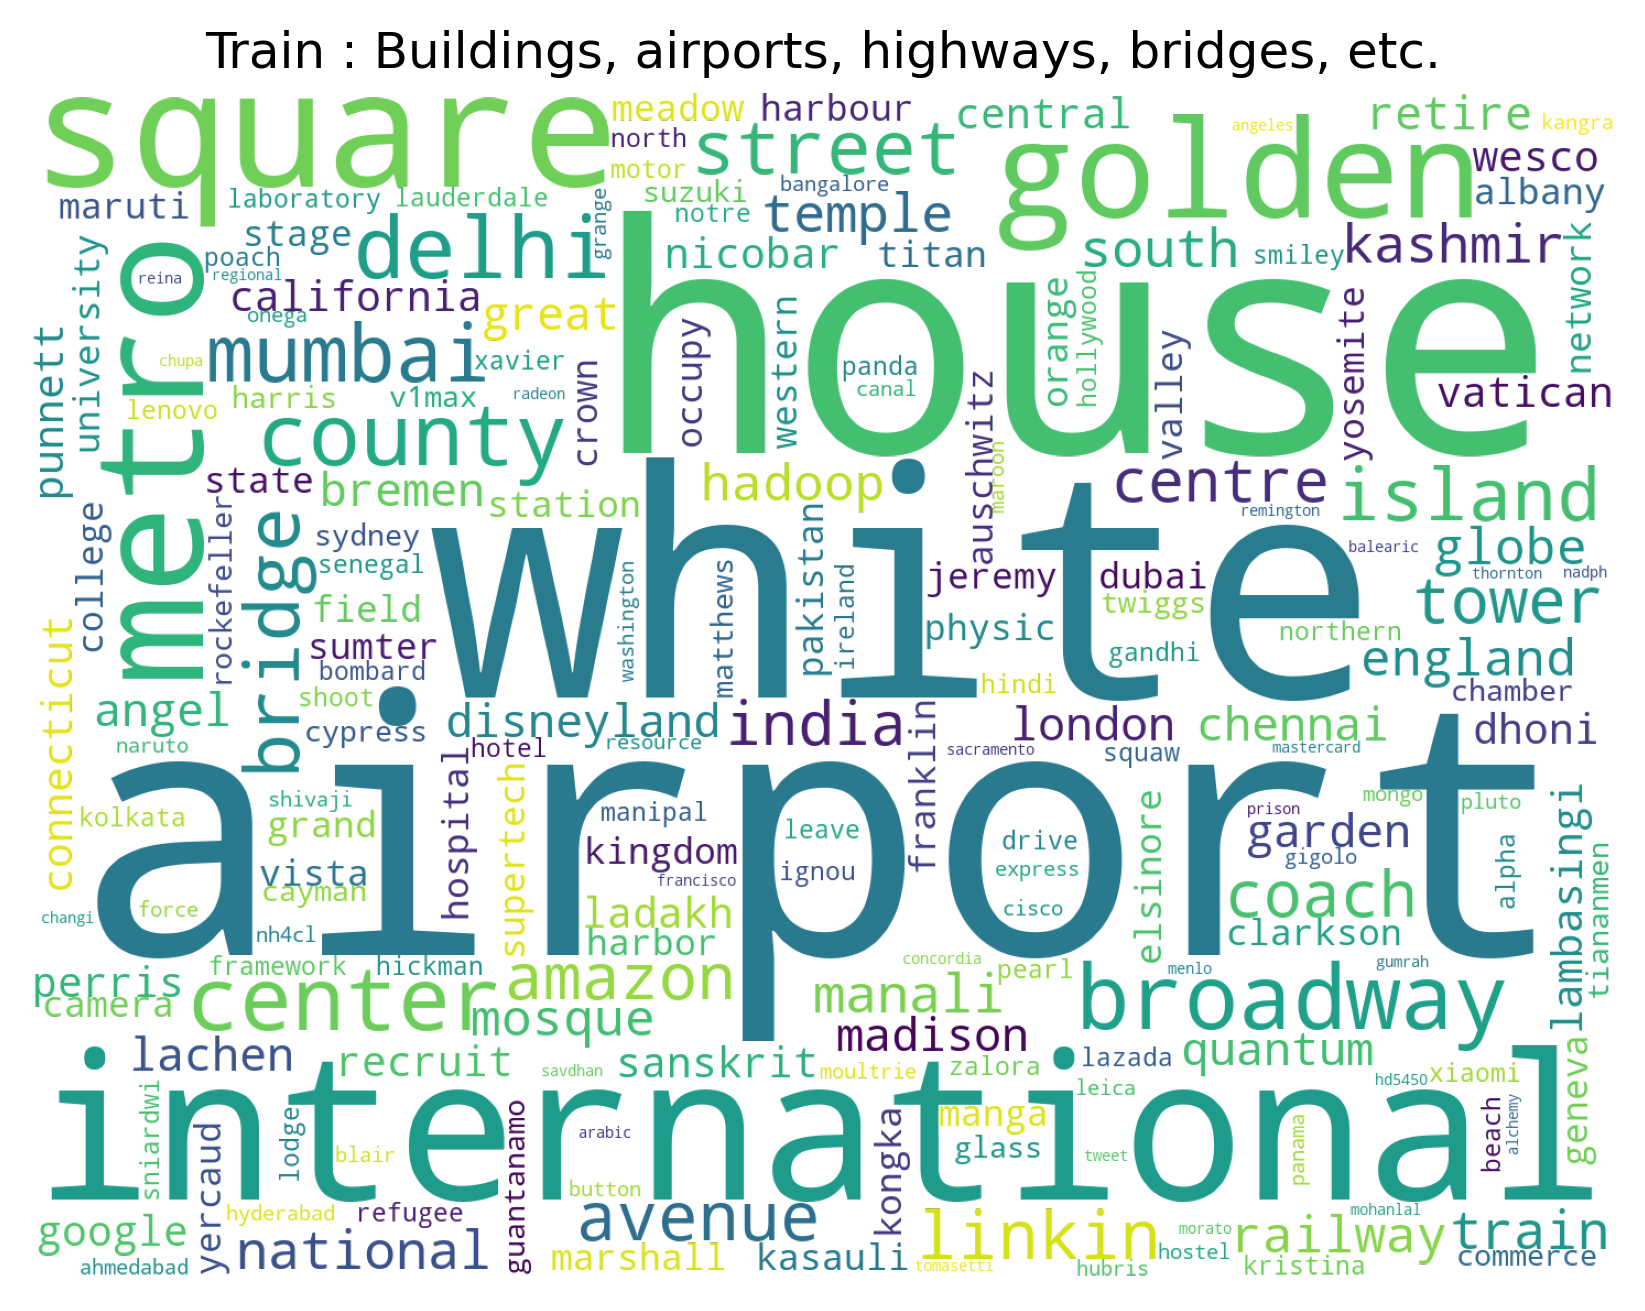 Train : Buildings, airports, highways, bridges, etc.
square
meadow
harbour
central
angeles
retire
kangra
north
street
golden
motor
wesco
maruti
laboratory
lauderdale
grange
suzuki
bangalore
notre
temple
albany
university
metro
poach
stage
delhi
nicobar
titan
south
smiley
kashmir
network
reina
regional
california
onega
great
house
western
orange
hollywood
valley
yosemite
punnett
chupa
mumbai
xavier
crown
occupy
panda
canal
vatican
lenovo
harris
v1max
radeon
county
auschwitz
maroon
state
bremen
station
hadoop
centre
island
college
rockefeller
bridge
sydney
senegal
white
pakistan
remington
balearic
globe
thornton
nadph
field
washington
matthews
ireland
jeremy
dubai
twiggs
tower
connecticut
sumter
physic
northern
bombard
gandhi
england
angel
shoot
hindi
chamber
naruto
cypress
disneyland
india
franklin
london
chennai
dhoni
hotel
resource
sacramento
squaw
mastercard
airport
hospital
supertech
shivaji
kolkata
grand
manipal
leave
drive
elsinore
prison
mongo
pluto
garden
lambasingi
vista
cayman
kingdom
francisco
ignou
express
gigolo
alpha
tiananmen
changi
force
ladakh
cisco
coach
nh4cl
harbor
clarkson
perris
framework
hickman
concordia
pearl
menlo
gumrah
camera
center
amazon
mosque
manali
broadway
madison
lachen
recruit
savdhan
sanskrit
moultrie
zalora
lazada
quantum
hd5450
xiaomi
geneva
international
sniardwi
yercaud
lodge
blair
guantanamo
arabic
kongka
manga
leica
glass
tweet
panama
beach
alchemy
button
google
hyderabad
refugee
avenue
linkin
morato
mohanlal
railway
train
ahmedabad
national
marshall
kasauli
tomasetti
hubris
hostel
kristina
commerce